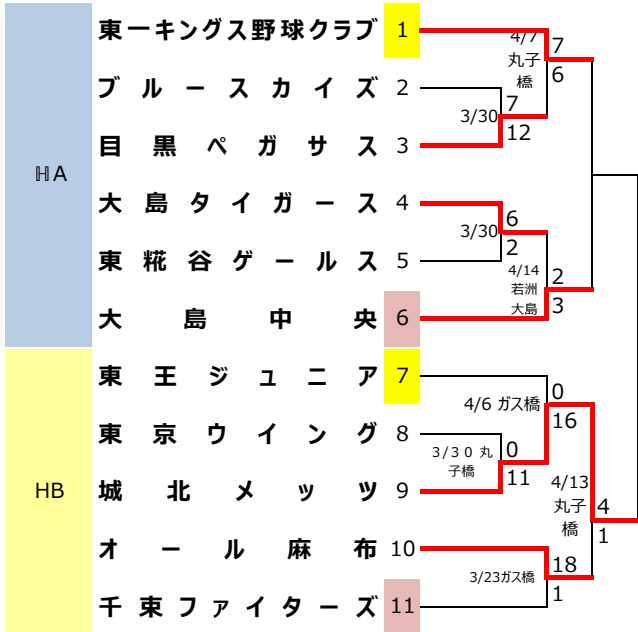 東一キングス野球クラブ 1
ブルースカイズ 2
目黒ペガサス 3
大島タイガース 4
東糀谷ゲールス 5
大島中央 6
東王ジュニア 7
東京ウイング 8
城北メッツ 9
オール麻布 10
千束ファイターズ 11
ℍA
HB
4/7
丸子
橋
7
6
3/30
7
12
3/30
6
2
4/14
若洲
大島
2
3
4/6 ガス橋
0
16
3/30 丸
子橋
0
11
4/13
丸子
橋
4
1
3/23ガス橋
18
1